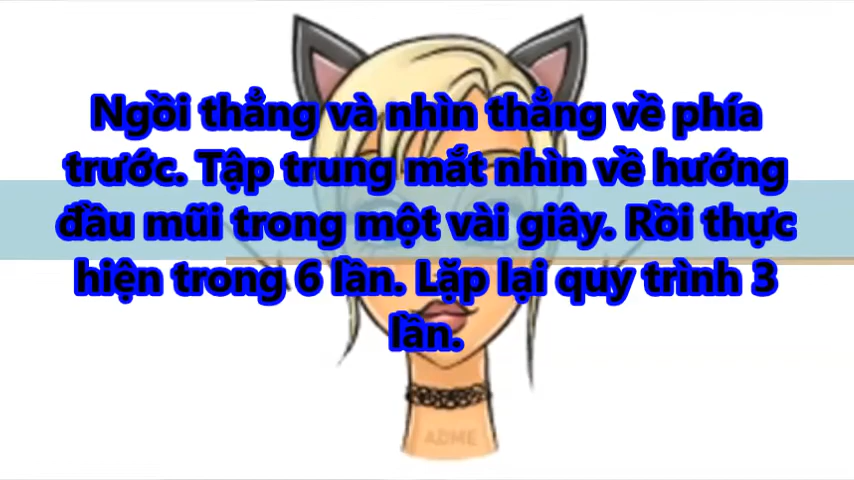 Ngồi thẳng và nhìn thẳng về phía
trước. Tập trung mắt nhìn về hướng
đầu mũi trong một vài giây. Rồi thực
hiện trong 6 lần. Lặp lại quy trình 3
lần.
ADME